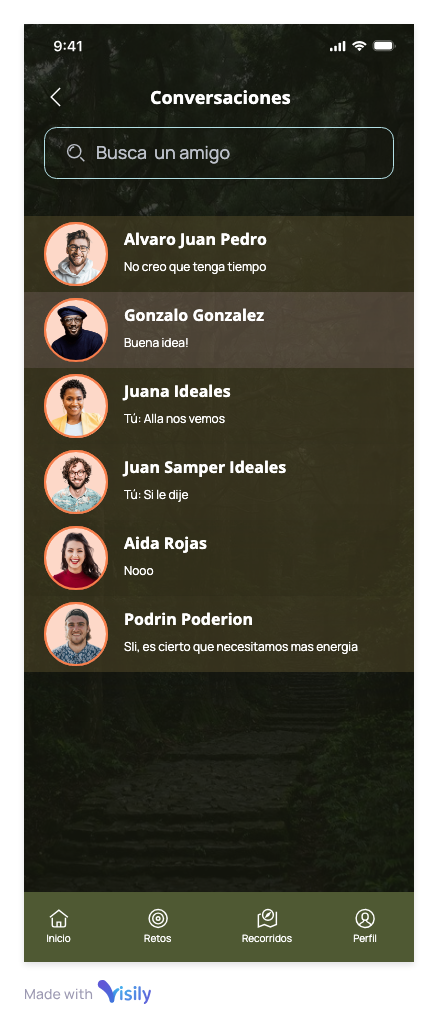 9:41
Conversaciones
Busca un amigo
Alvaro Juan Pedro
No creo que tenga tiempo
Gonzalo Gonzalez
Buena idea!
Juana Ideales
Tú: Alla nos vemos
Juan Samper Ideales
Tú: Si le dije
Aida Rojas
Nooo
Podrin Poderion
SIi, es cierto que necesitamos mas energia
Inicio Retos Recorridos Perfil
Made with Visily